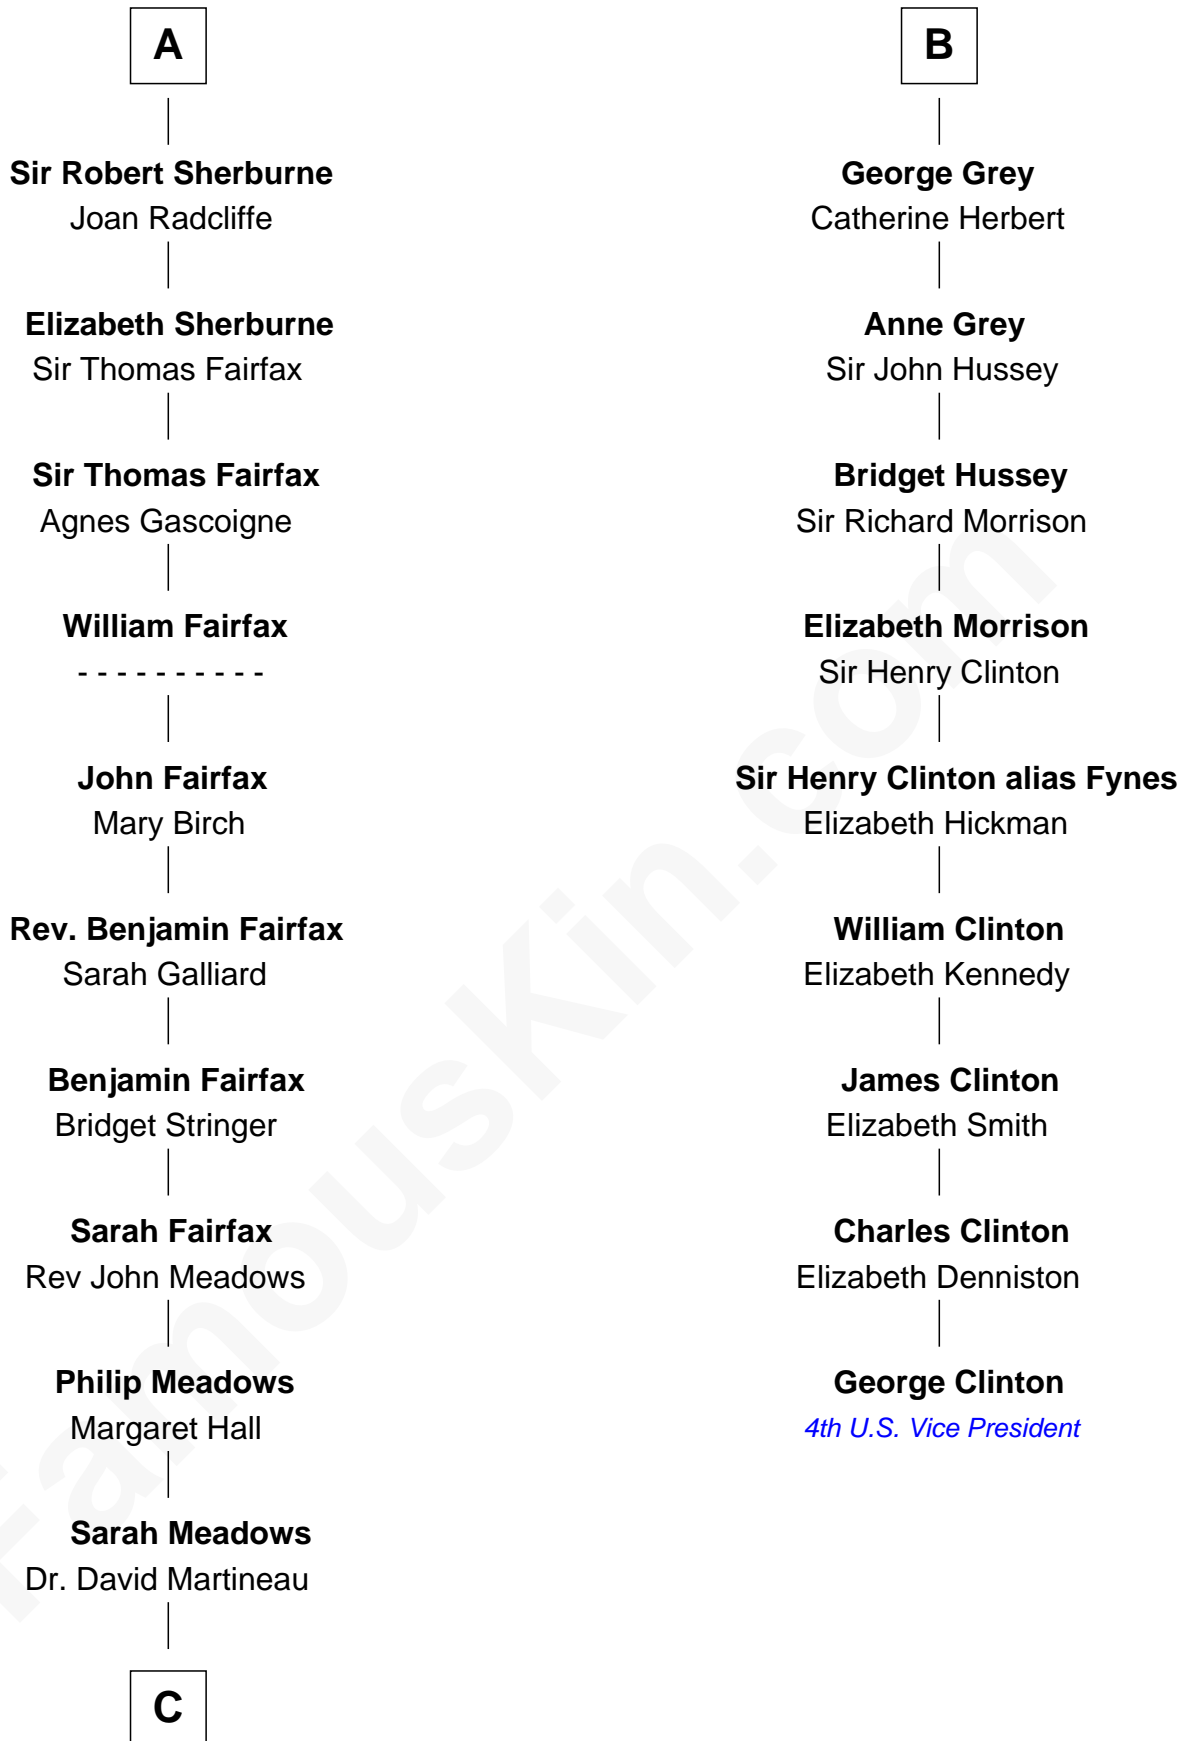 A
Sir Robert Sherburne
Joan Radcliffe
Elizabeth Sherburne
Sir Thomas Fairfax
Sir Thomas Fairfax
Agnes Gascoigne
William Fairfax
- - - - - - - - - -
John Fairfax
Mary Birch
Rev. Benjamin Fairfax
Sarah Galliard
Benjamin Fairfax
Bridget Stringer
Sarah Fairfax
Rev John Meadows
Philip Meadows
Margaret Hall
Sarah Meadows
Dr. David Martineau
C
B
George Grey
Catherine Herbert
Anne Grey
Sir John Hussey
Bridget Hussey
Sir Richard Morrison
Elizabeth Morrison
Sir Henry Clinton
Sir Henry Clinton alias Fynes
Elizabeth Hickman
William Clinton
Elizabeth Kennedy
James Clinton
Elizabeth Smith
Charles Clinton
Elizabeth Denniston
George Clinton
4th U.S. Vice President
FamousKin.com